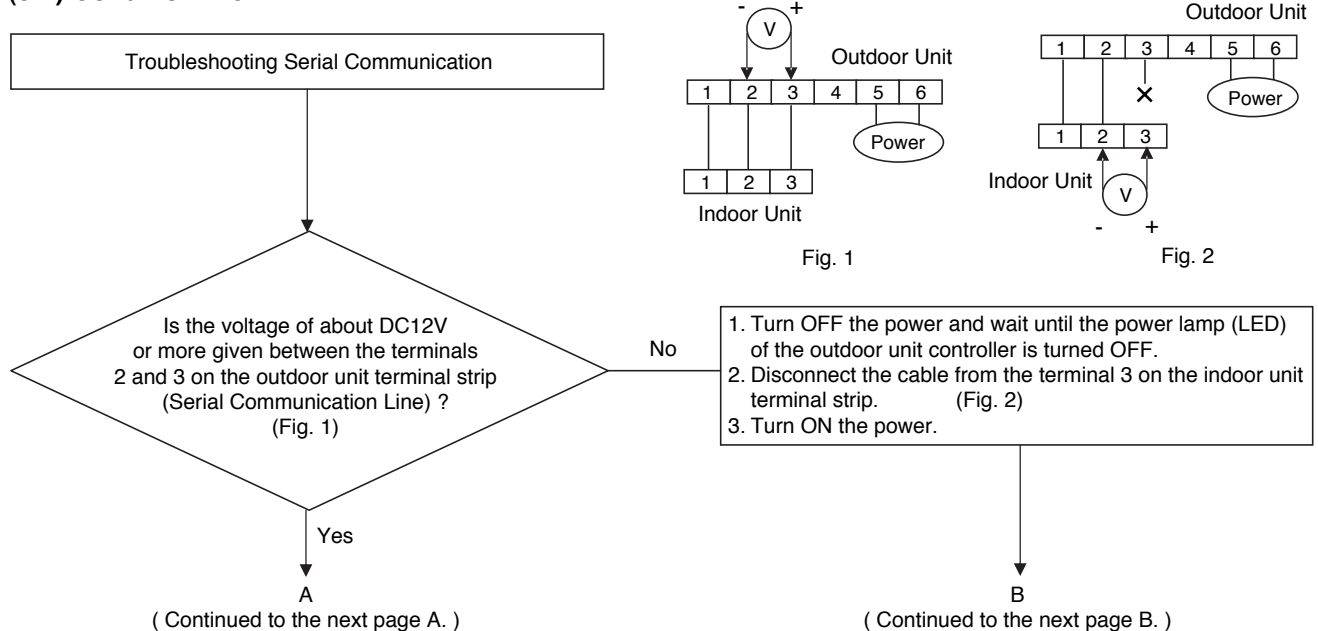 Troubleshooting Serial Communication
- +
V
Outdoor Unit
1 2 3 4 5 6
Power
1 2 3
Indoor Unit
Fig. 1
Outdoor Unit
1 2 3 4 5 6
Power
1 2 3
Indoor Unit
V
- +
Fig. 2
Is the voltage of about DC12V
or more given between the terminals
2 and 3 on the outdoor unit terminal strip
(Serial Communication Line) ?
(Fig. 1)
No
1. Turn OFF the power and wait until the power lamp (LED)
of the outdoor unit controller is turned OFF.
2. Disconnect the cable from the terminal 3 on the indoor unit
terminal strip. (Fig. 2)
3. Turn ON the power.
Yes
A
( Continued to the next page A. )
B
( Continued to the next page B. )